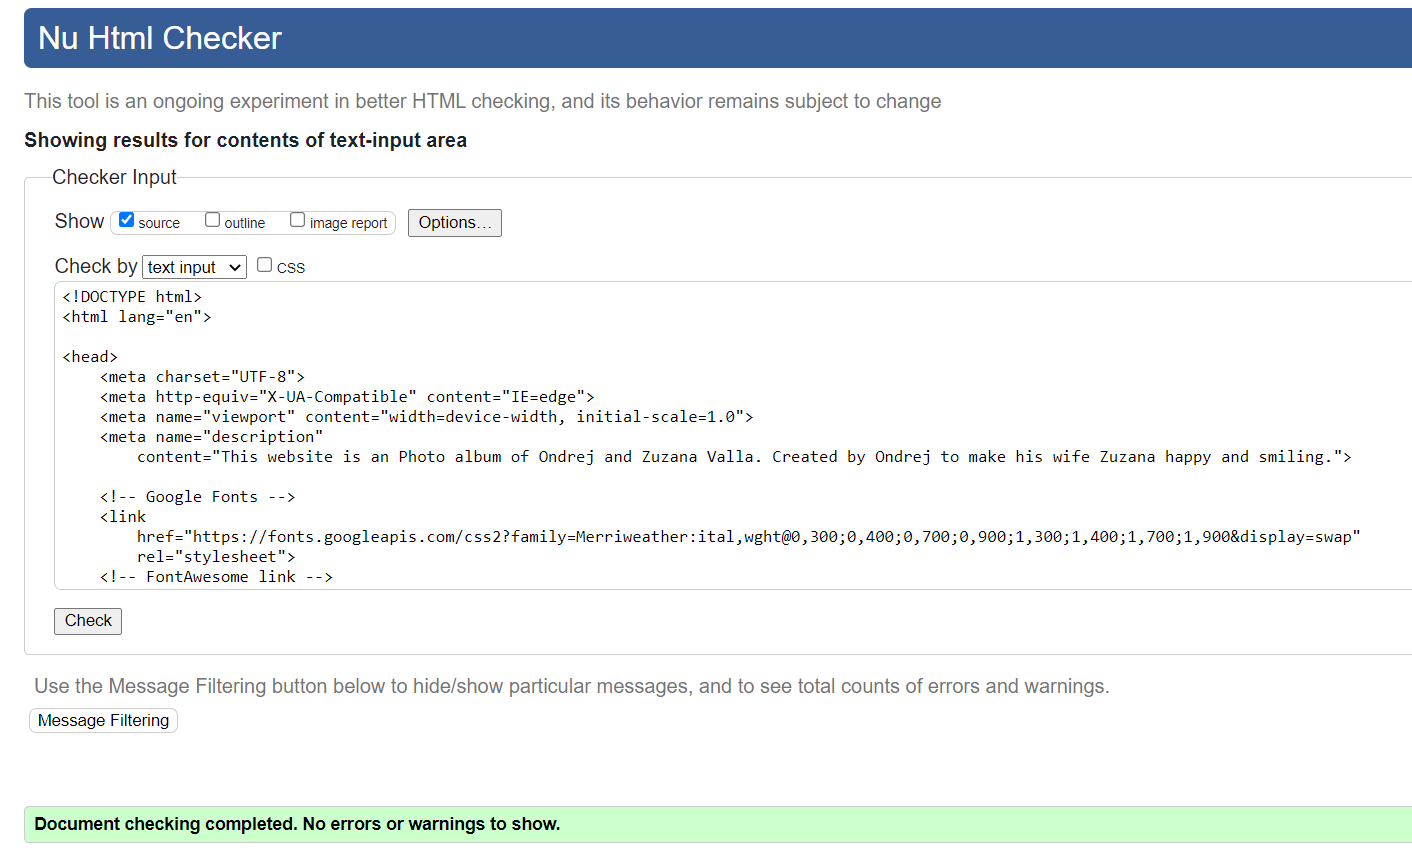 Nu Html Checker
This tool is an ongoing experiment in better HTML checking, and its behavior remains subject to change
Showing results for contents of text-input area
Checker Input
Show source outline image report Options...
Check by text input CSS
<!DOCTYPE html>
<html lang="en">
<head>
<meta charset="UTF-8">
<meta http-equiv="X-UA-Compatible" content="IE=edge">
<meta name="viewport" content="width=device-width, initial-scale=1.0">
<meta name="description"
content="This website is an Photo album of Ondrej and Zuzana Valla. Created by Ondrej to make his wife Zuzana happy and smiling.">
<!-- Google Fonts -->
<link
href="https://fonts.googleapis.com/css2?family=Merriweather:ital,wght@0,300;0,400;0,700;0,900;1,300;1,400;1,700;1,900&display=swap"
rel="stylesheet">
<!-- FontAwesome link -->
Check
Use the Message Filtering button below to hide/show particular messages, and to see total counts of errors and warnings.
Message Filtering
Document checking completed. No errors or warnings to show.